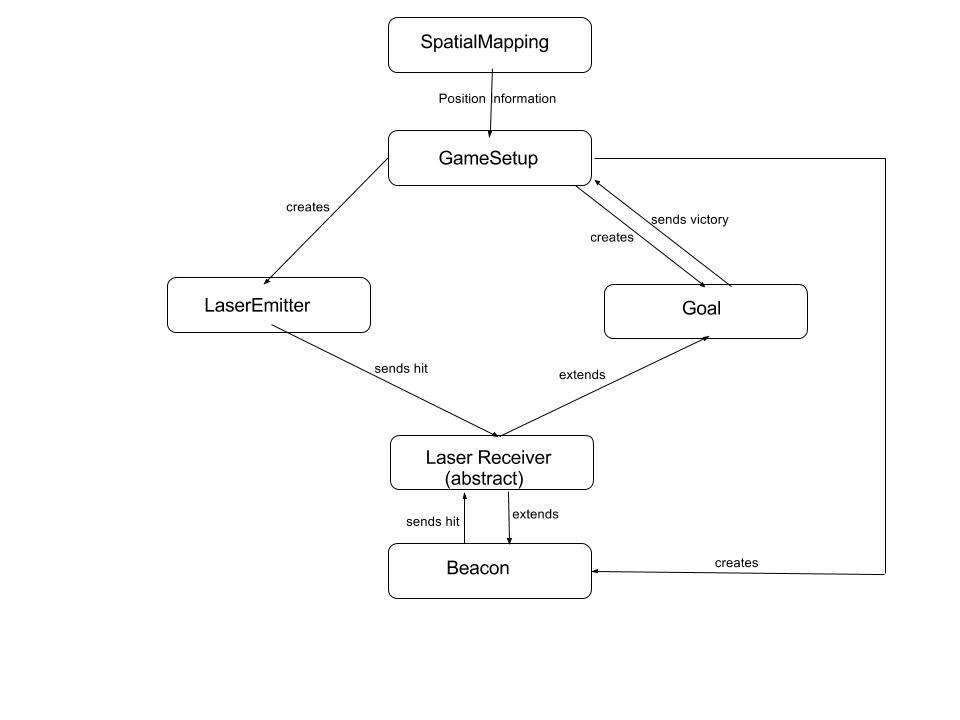 SpatialMapping
Position Information
GameSetup
creates
sends victory
creates
LaserEmitter
Goal
sends hit
extends
Laser Receiver
(abstract)
sends hit
extends
Beacon
creates